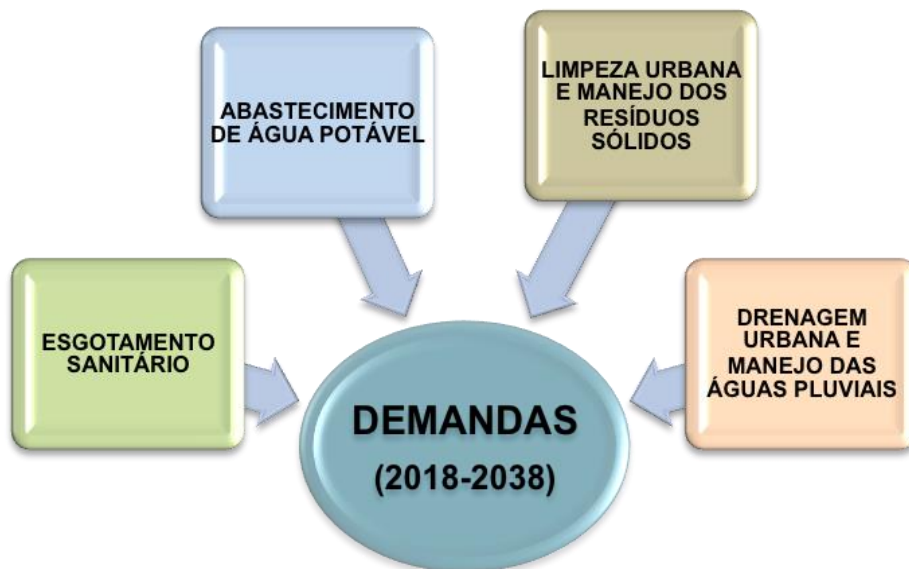 ESGOTAMENTO
SANITÁRIO
ABASTECIMENTO
DE ÁGUA POTÁVEL
LIMPEZA URBANA
E MANEJO DOS
RESÍDUOS
SÓLIDOS
DRENAGEM
URBANA E
MANEJO DAS
ÁGUAS PLUVIAIS
DEMANDAS
(2018-2038)